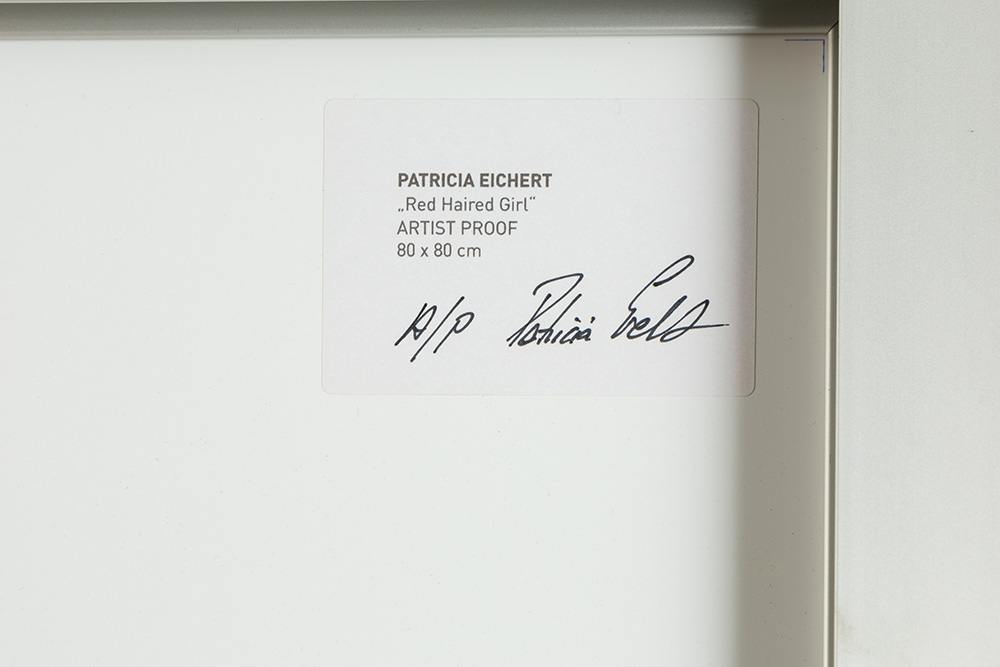 PATRICIA EICHERT
„Red Haired Girl“
ARTIST PROOF
80 x 80 cm
A/P Patricia Eichert